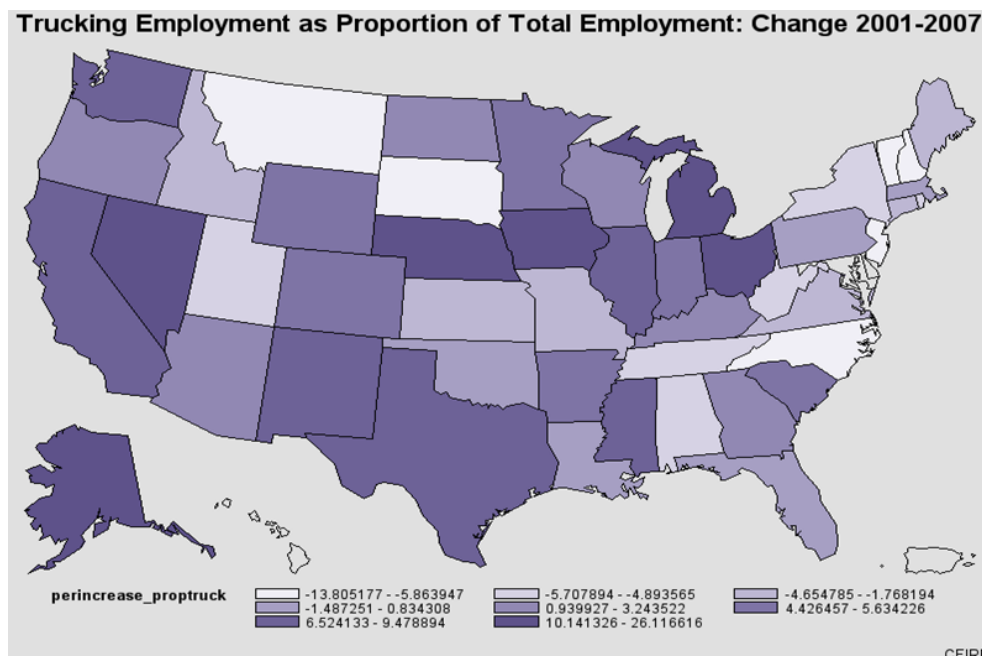 Trucking Employment as Proportion of Total Employment: Change 2001-2007
perincrease_proptruck
-13.805177 - -5.863947 -5.707894 - -4.893565 -4.654785 - -1.768194
-1.487251 - 0.834308 0.939927 - 3.243522 4.426457 - 5.634226
6.524133 - 9.478894 10.141326 - 26.116616